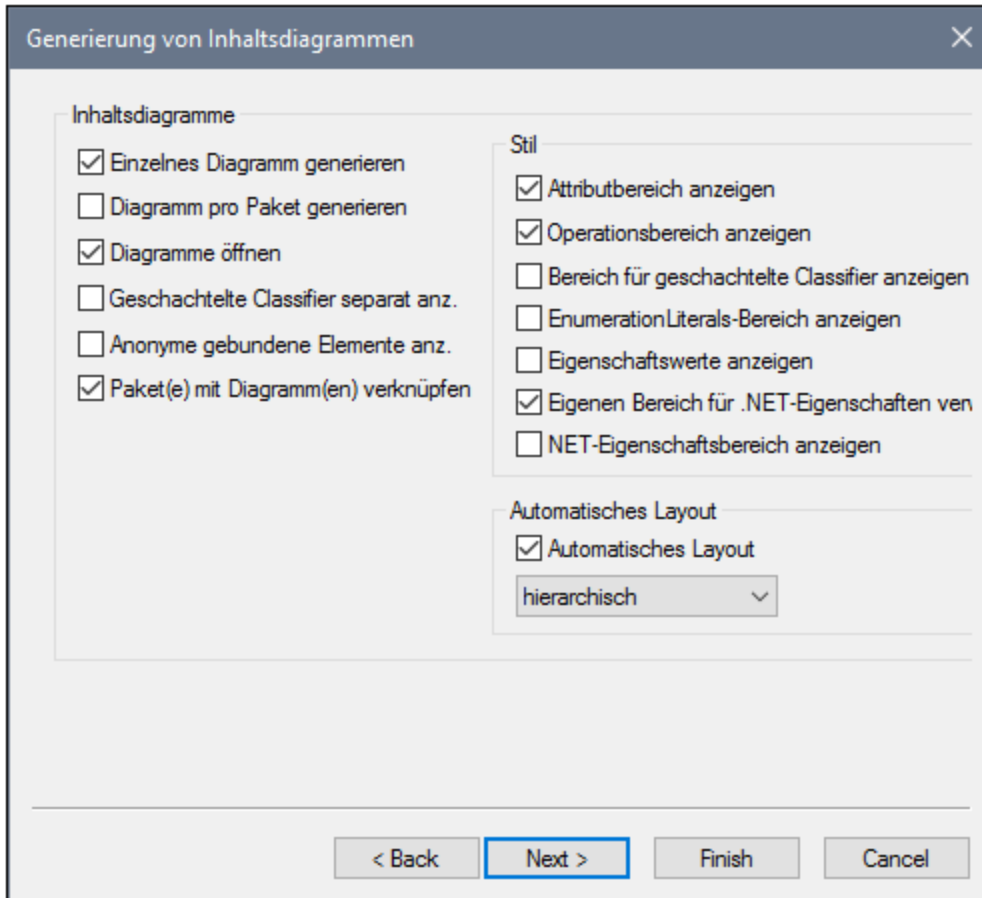 Generierung von Inhaltsdiagrammen
Inhaltsdiagramme
Einzelnes Diagramm generieren
Diagramm pro Paket generieren
Diagramme öffnen
Geschachtelte Classifier separat anz.
Anonyme gebundene Elemente anz.
Paket(e) mit Diagramm(en) verknüpfen
Stil
Attributbereich anzeigen
Operationsbereich anzeigen
Bereich für geschachtelte Classifier anzeigen
EnumerationLiterals-Bereich anzeigen
Eigenschaftswerte anzeigen
Eigenen Bereich für .NET-Eigenschaften
NET-Eigenschaftsbereich anzeigen
Automatisches Layout
Automatisches Layout
hierarchisch
< Back
Next >
Finish
Cancel